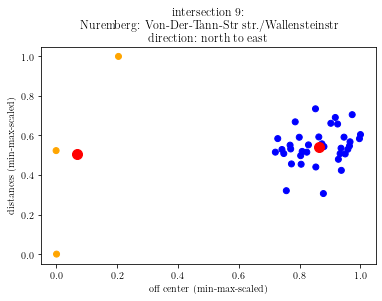 intersection 9:
Nuremberg: Von-Der-Tann-Str str./Wallensteinstr
direction: north to east
distances (min-max-scaled)
1.0
0.8
0.6
0.4
0.2
0.0
0.0 0.2 0.4 0.6 0.8 1.0
off center (min-max-scaled)